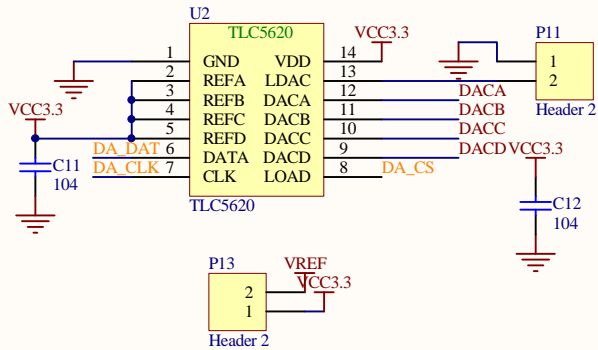 U2
TLC5620
1 GND VDD 14 VCC3.3
2 REFA LDAC 13
3 REFB DACA 12 DACA
4 REFC DACB 11 DACB
5 REFD DACC 10 DACC
DA_DAT 6 DATA DACD 9 DACD
DA_CLK 7 CLK LOAD 8 DA_CS
TLC5620
VCC3.3
C11
104
P11
1
2
Header 2
VCC3.3
C12
104
P13
2 VREF
1 VCC3.3
Header 2